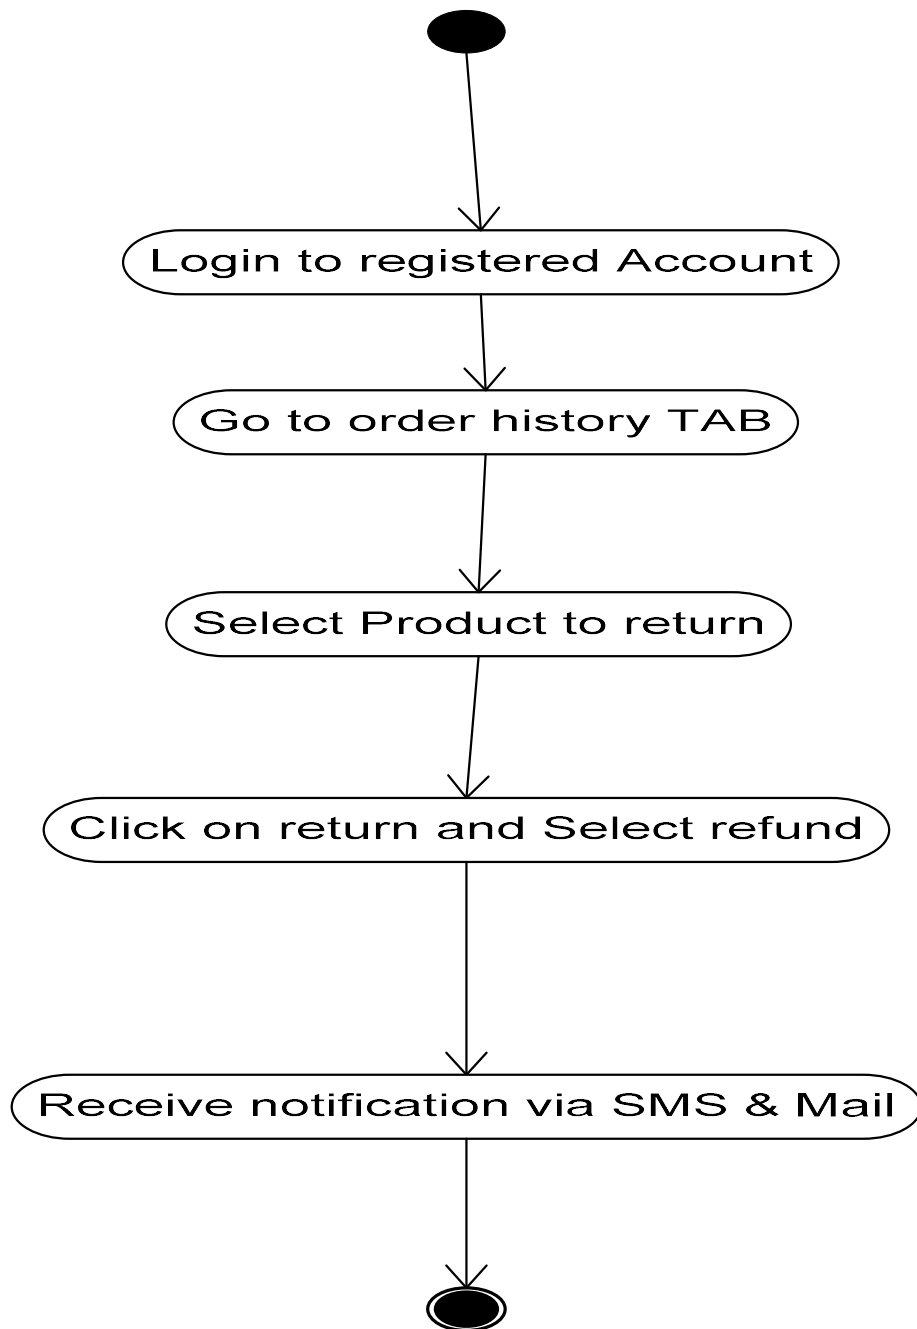 Login to registered Account
Go to order history TAB
Select Product to return
Click on return and Select refund
Receive notification via SMS & Mail